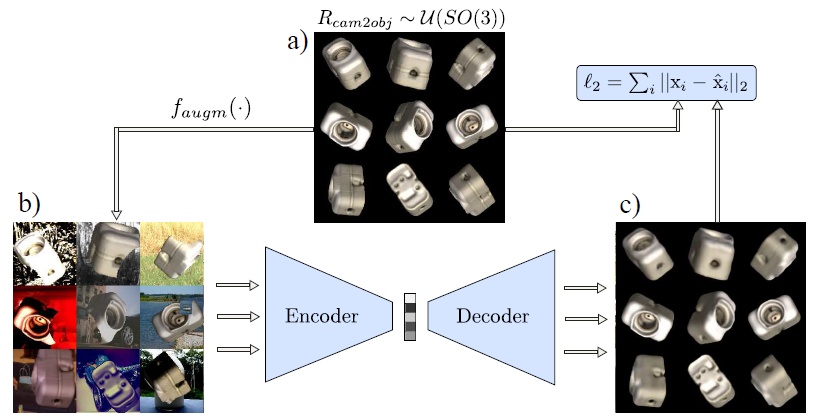 R_{cam2obj} ∼ U(SO(3))
a)
ℓ₂ = ∑ᵢ ||xᵢ − x̂ᵢ||₂
f_{augm}(·)
b)
c)
Encoder
Decoder